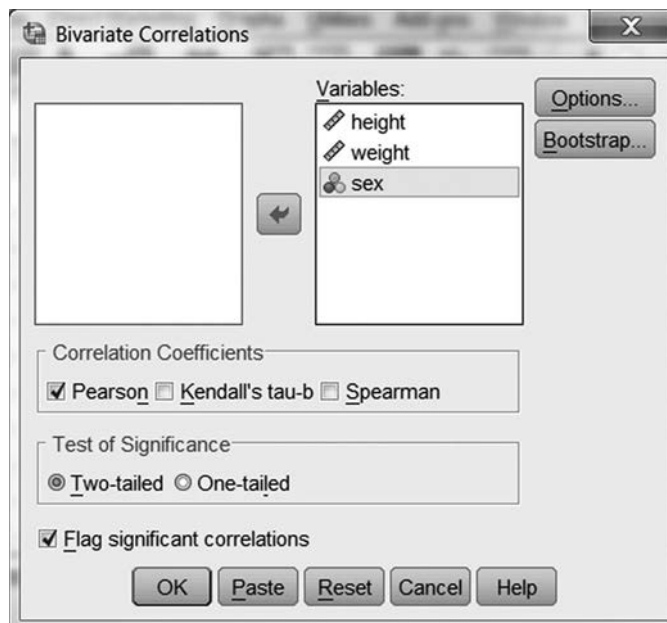 Bivariate Correlations
X
Variables:
height
weight
sex
Options...
Bootstrap...
Correlation Coefficients
Pearson Kendall's tau-b Spearman
Test of Significance
Two-tailed One-tailed
Flag significant correlations
OK Paste Reset Cancel Help